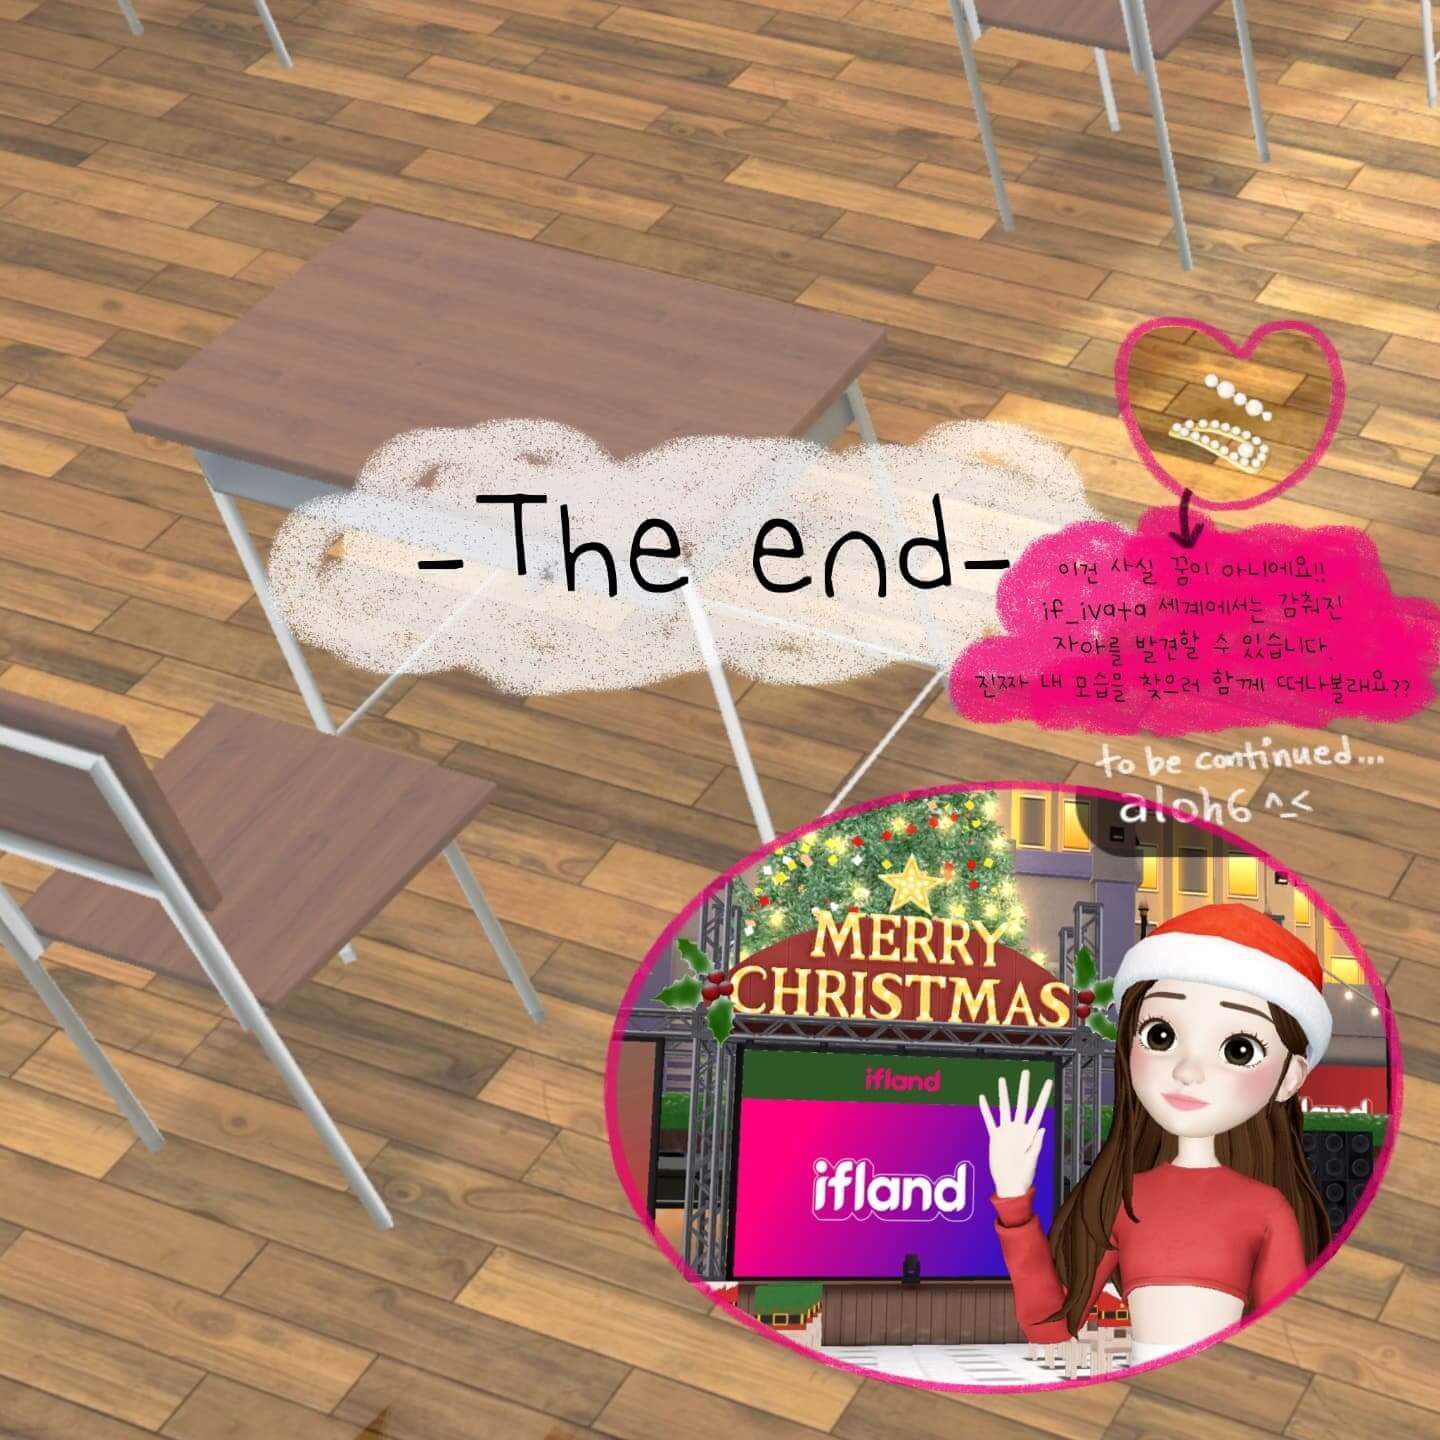 -The end-
이건 사실 꿈이 아니에요!!
if_ivata 세계에서는 감춰진
자아를 발견할 수 있습니다.
진짜 내 모습을 찾으러 함께 떠나볼래요??
to be continued...
aloh6 ^_<
MERRY
CHRISTMAS
ifland
ifland
land